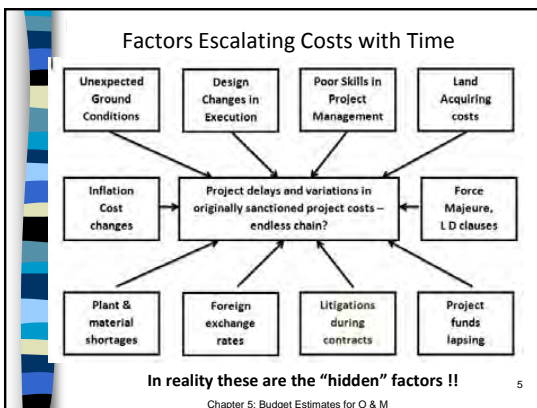 Factors Escalating Costs with Time
Unexpected
Ground
Conditions
Design
Changes in
Execution
Poor Skills in
Project
Management
Land
Acquiring
costs
Inflation
Cost
changes
Project delays and variations in
originally sanctioned project costs –
endless chain?
Force
Majeure,
L D clauses
Plant &
material
shortages
Foreign
exchange
rates
Litigations
during
contracts
Project
funds
lapsing
In reality these are the “hidden” factors !!
5
Chapter 5: Budget Estimates for O & M